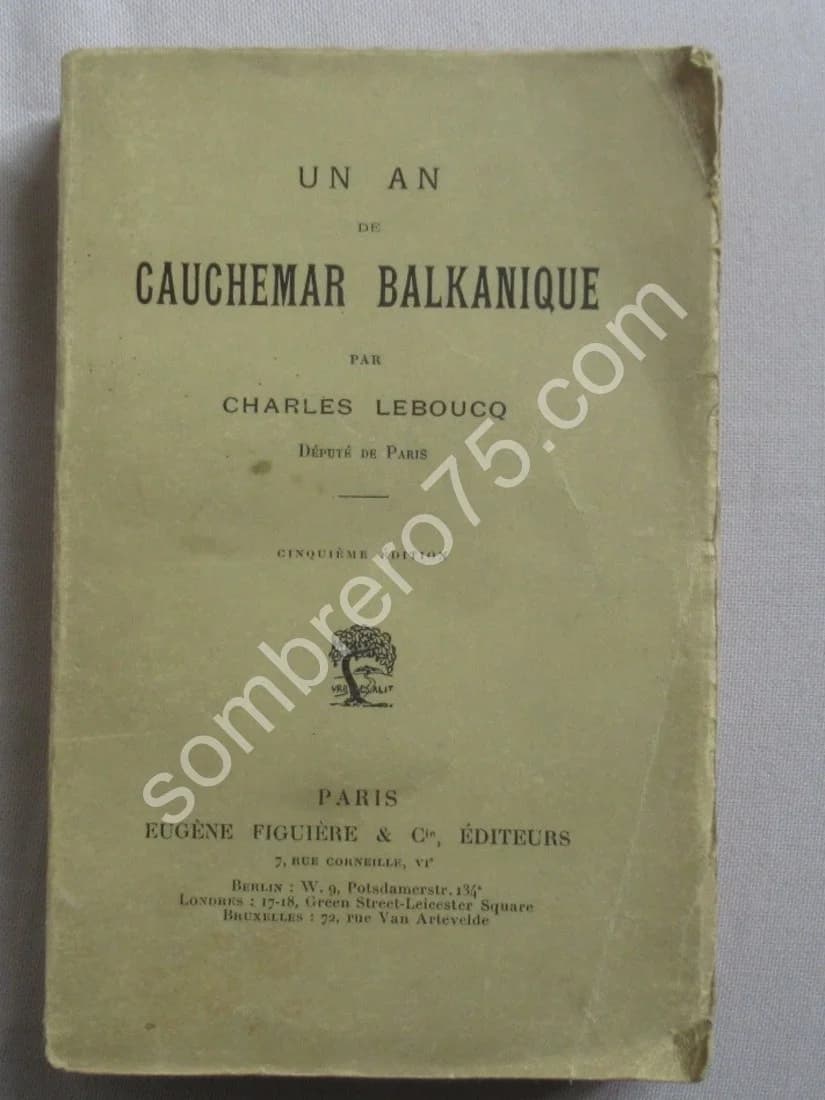 UN AN
DE
CAUCHEMAR BALKANIQUE
PAR
CHARLES LEBOUCQ
DÉPUTÉ DE PARIS
CINQUIÈME ÉDITION
PARIS
EUGÈNE FIGUIÈRE & Cie, ÉDITEURS
7, RUE CORNEILLE, VIe
BERLIN : W. 9, Potsdamerstr. 134a
LONDRES : 17-18, Green Street-Leicester Square
BRUXELLES : 72, rue Van Artevelde
sombrero75.com